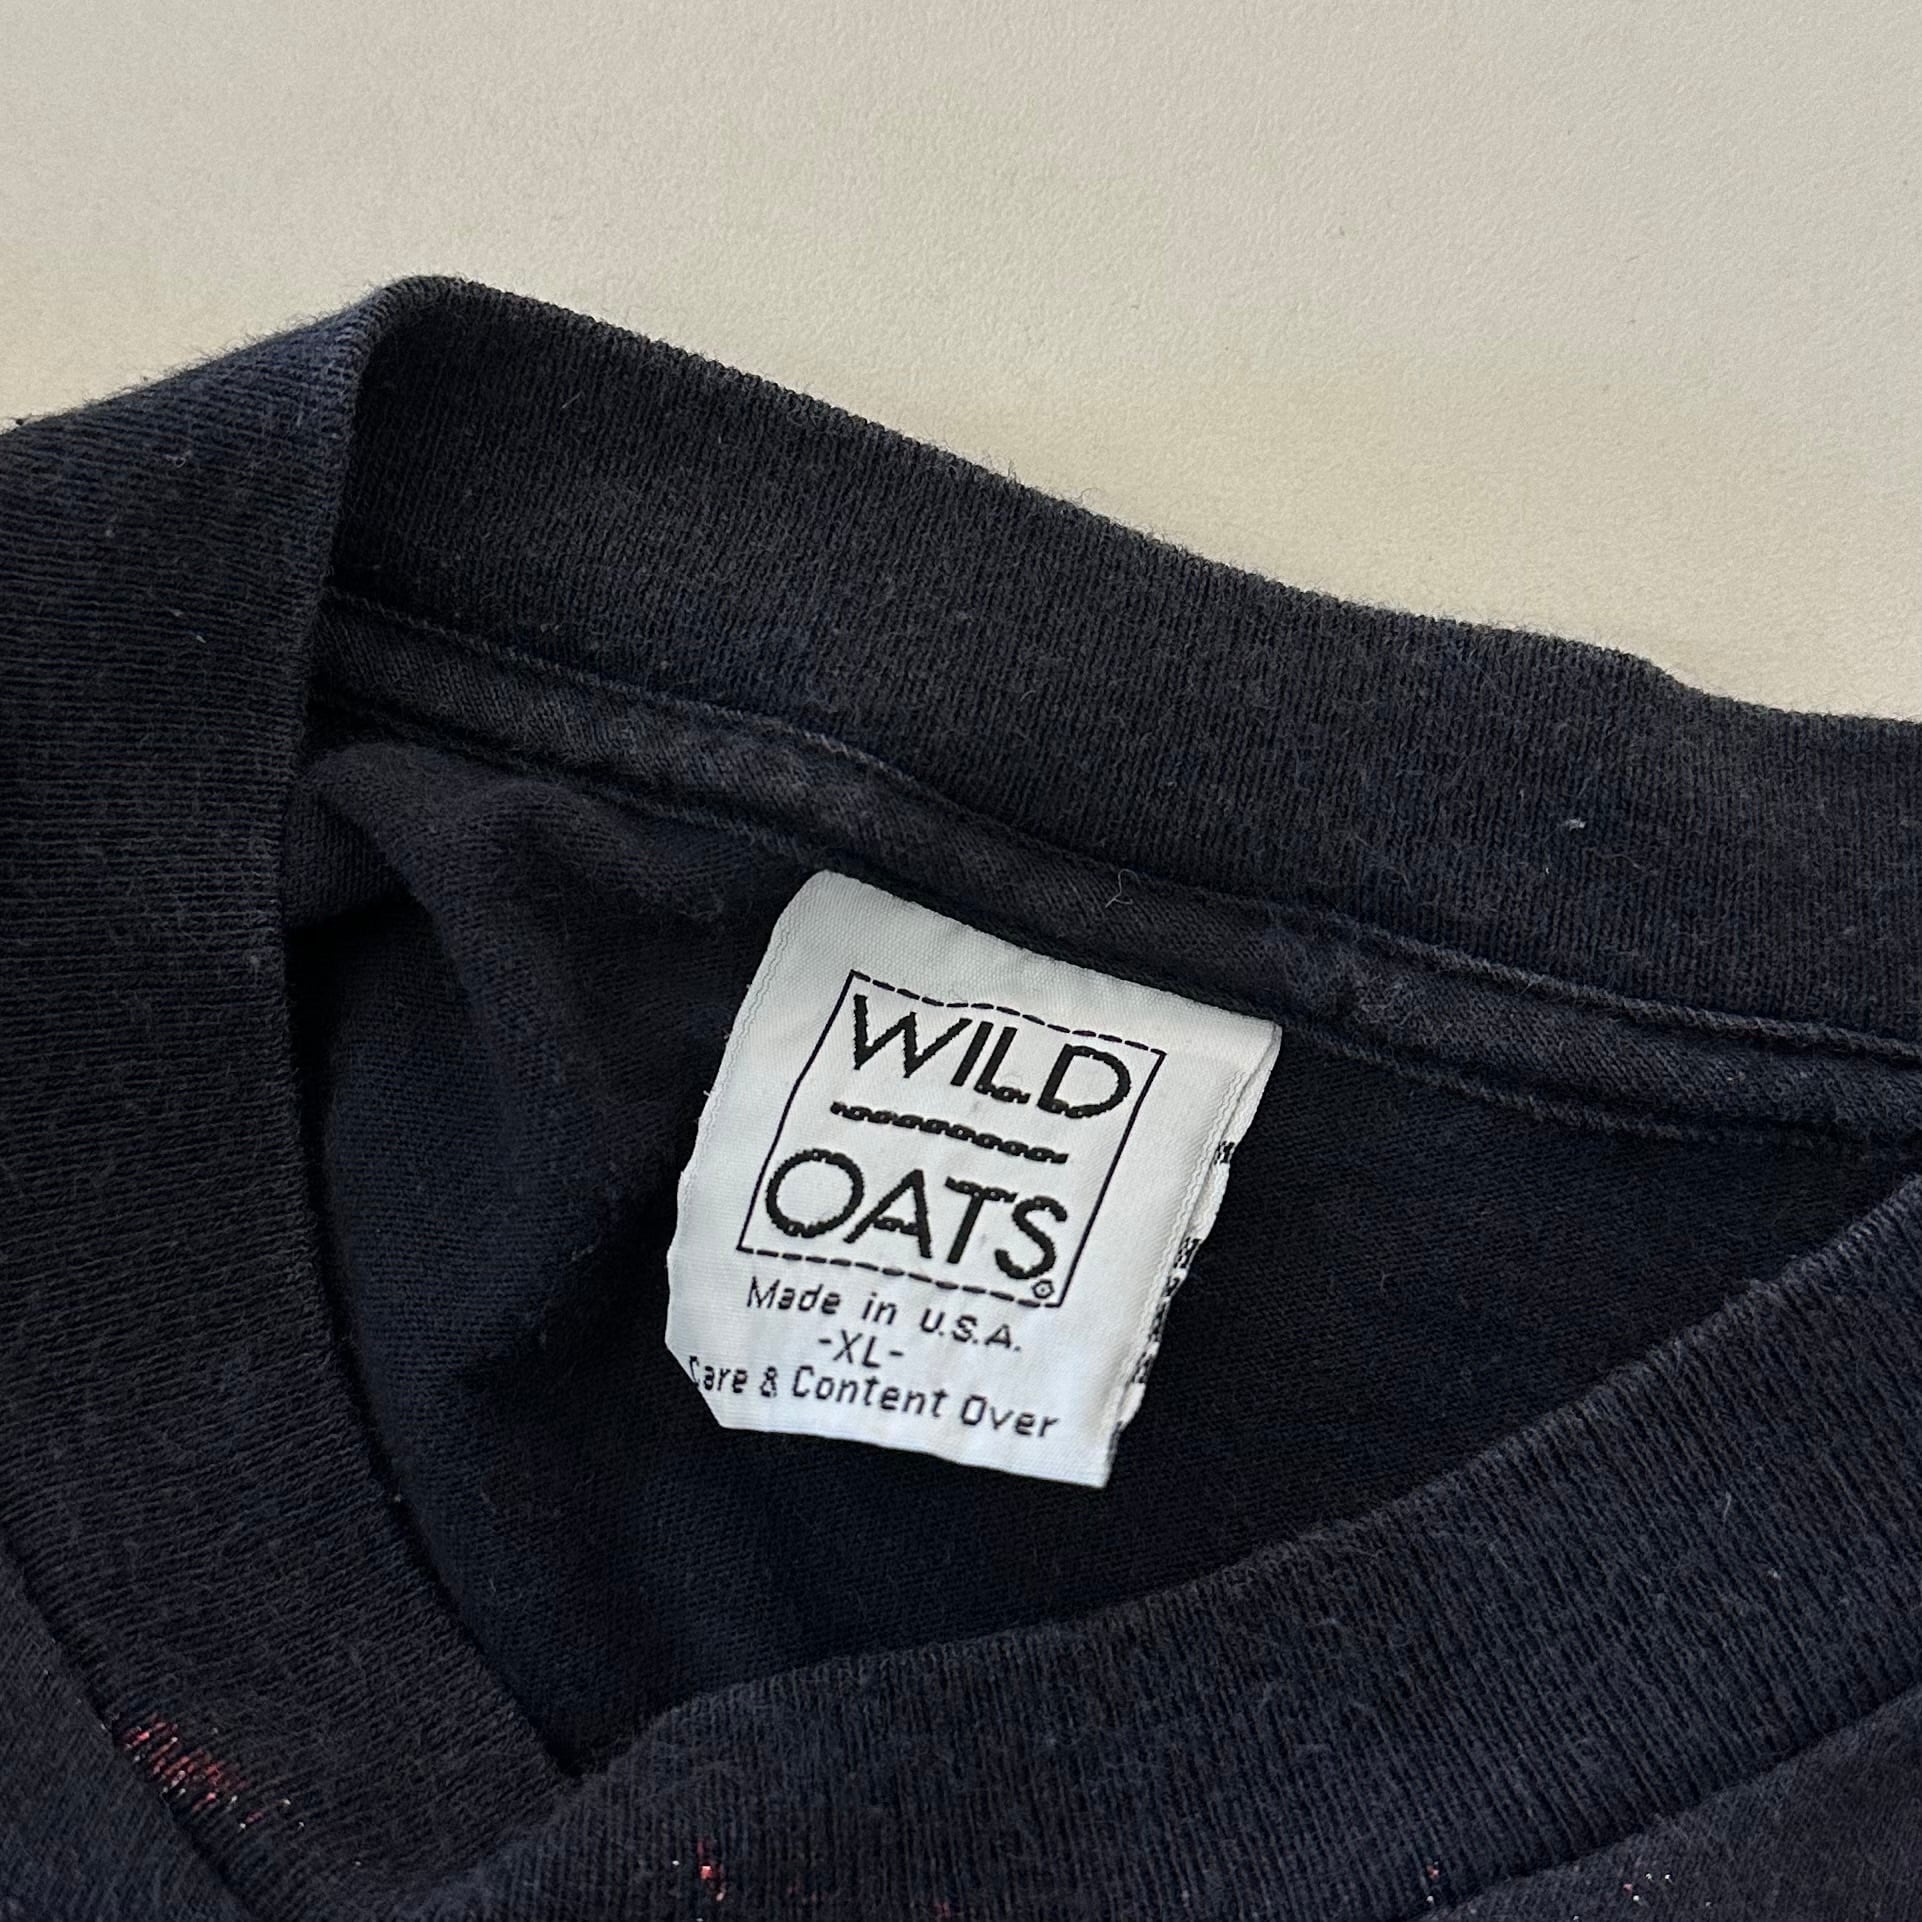 WILD
OATS®
Made in U.S.A.
-XL-
Care & Content Over